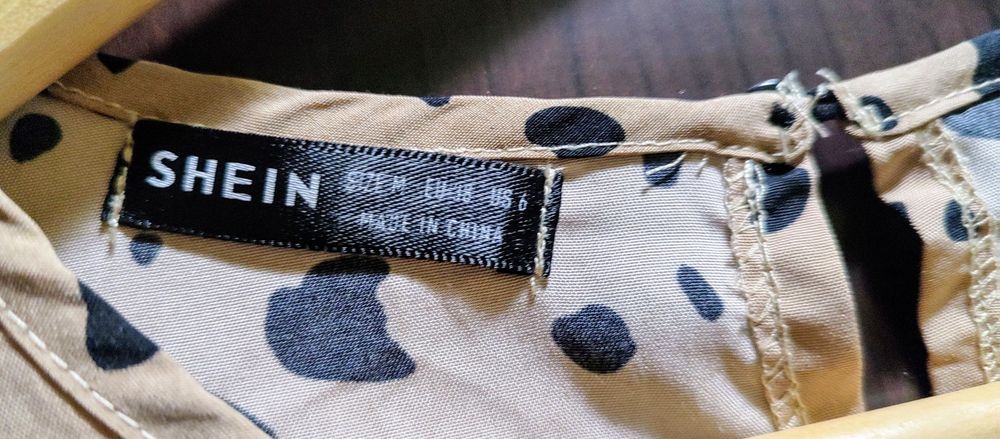 SHEIN
SIZE M EU 38 US 6
MADE IN CHINA